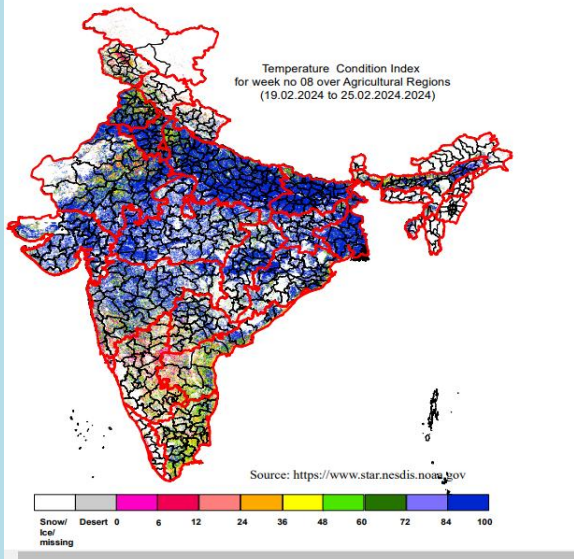 Temperature Condition Index
for week no 08 over Agricultural Regions
(19.02.2024 to 25.02.2024.2024)
Source: https://www.star.nesdis.noaa.gov
Snow/ Ice/ missing
Desert 0 6 12 24 36 48 60 72 84 100